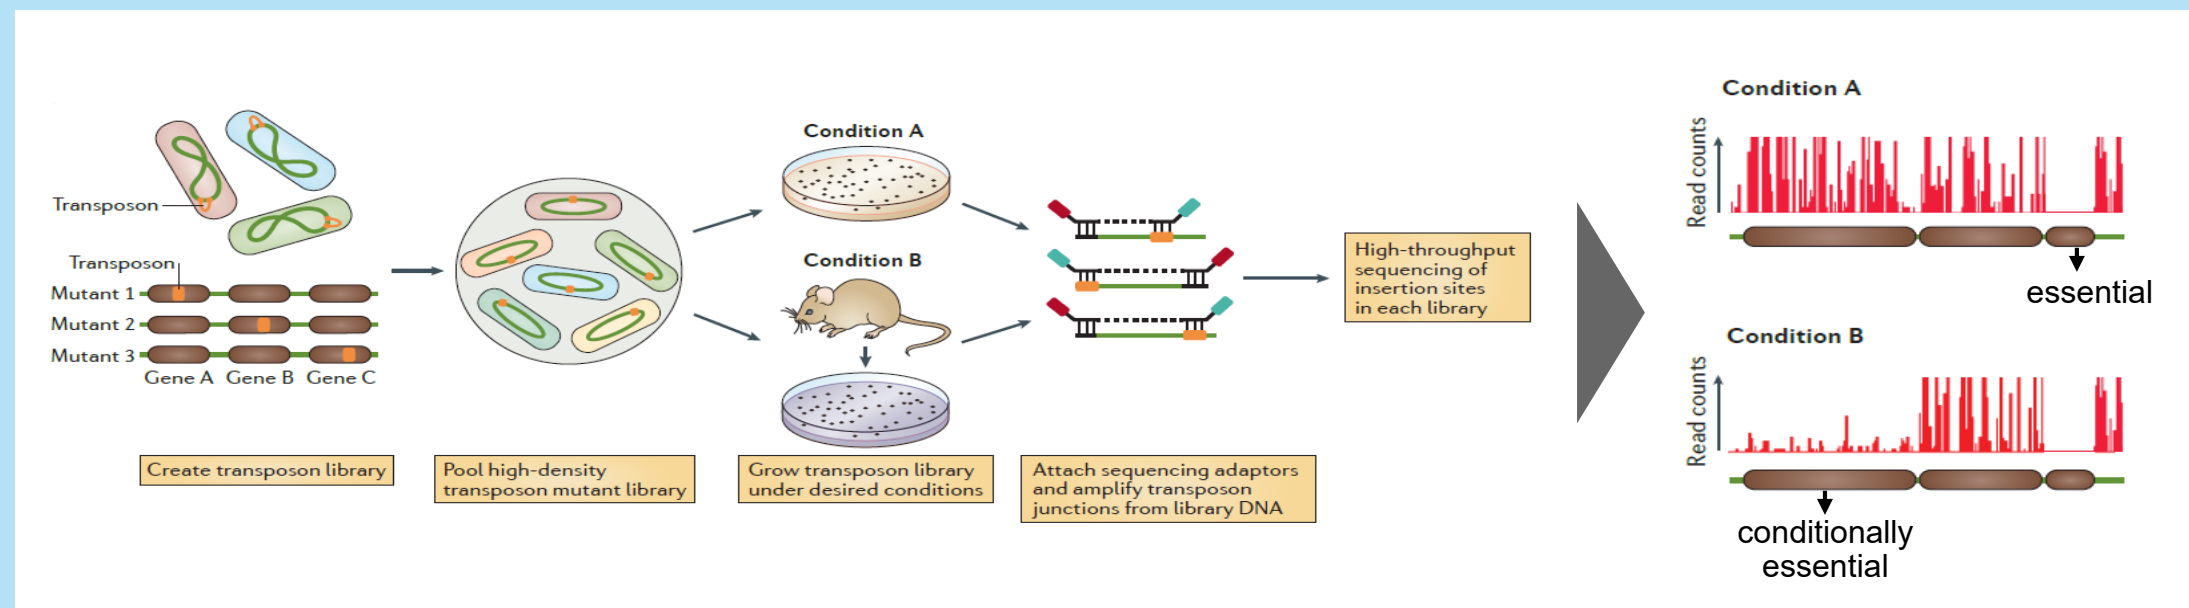 Transposon
Transposon
Mutant 1
Mutant 2
Mutant 3
Gene A Gene B Gene C
Create transposon library
Pool high-density
transposon mutant library
Condition A
Condition B
Grow transposon library
under desired conditions
Attach sequencing adaptors
and amplify transposon
junctions from library DNA
High-throughput
sequencing of
insertion sites
in each library
Condition A
Read counts
essential
Condition B
Read counts
conditionally
essential